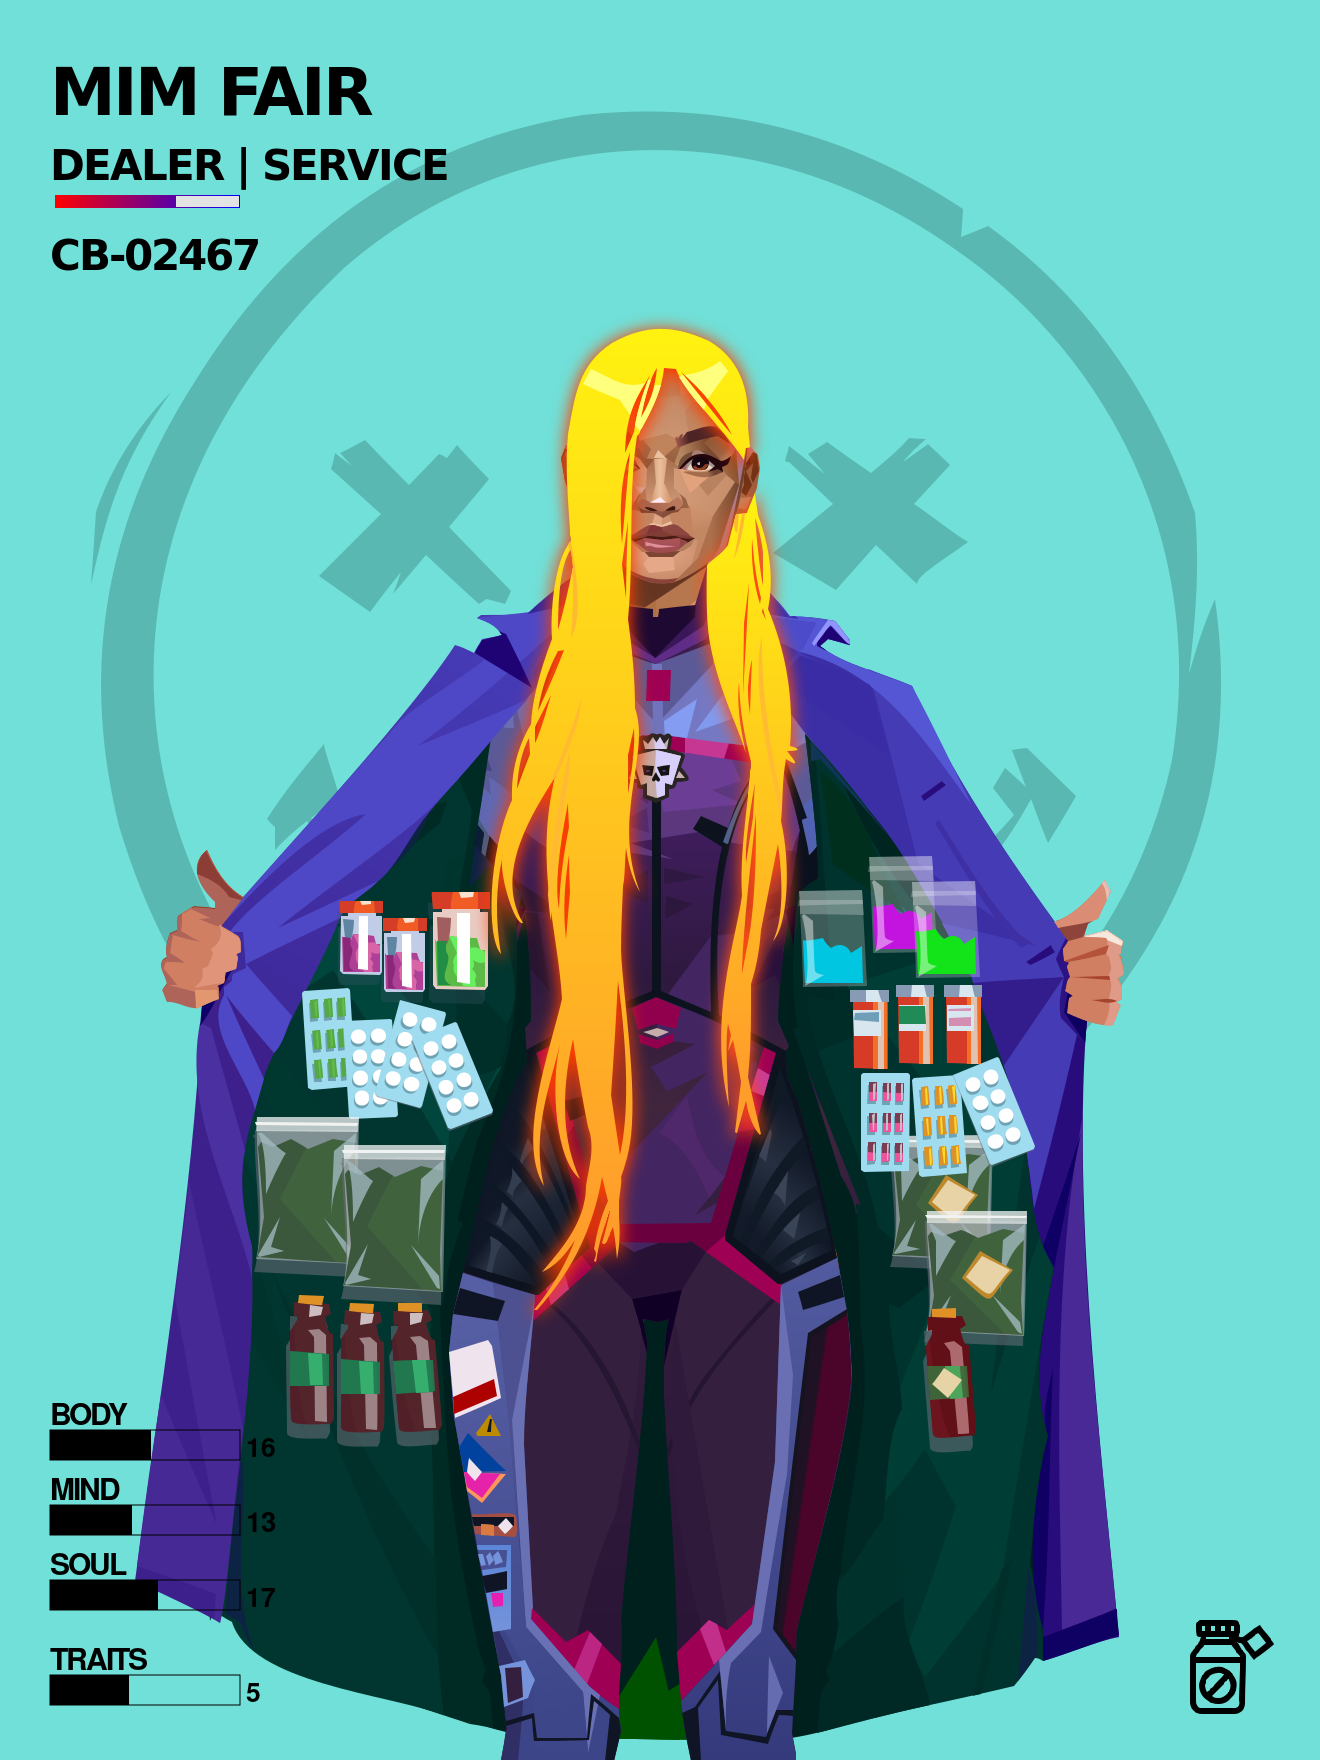 MIM FAIR
DEALER | SERVICE
CB-02467
BODY
16
MIND
13
SOUL
17
TRAITS
5